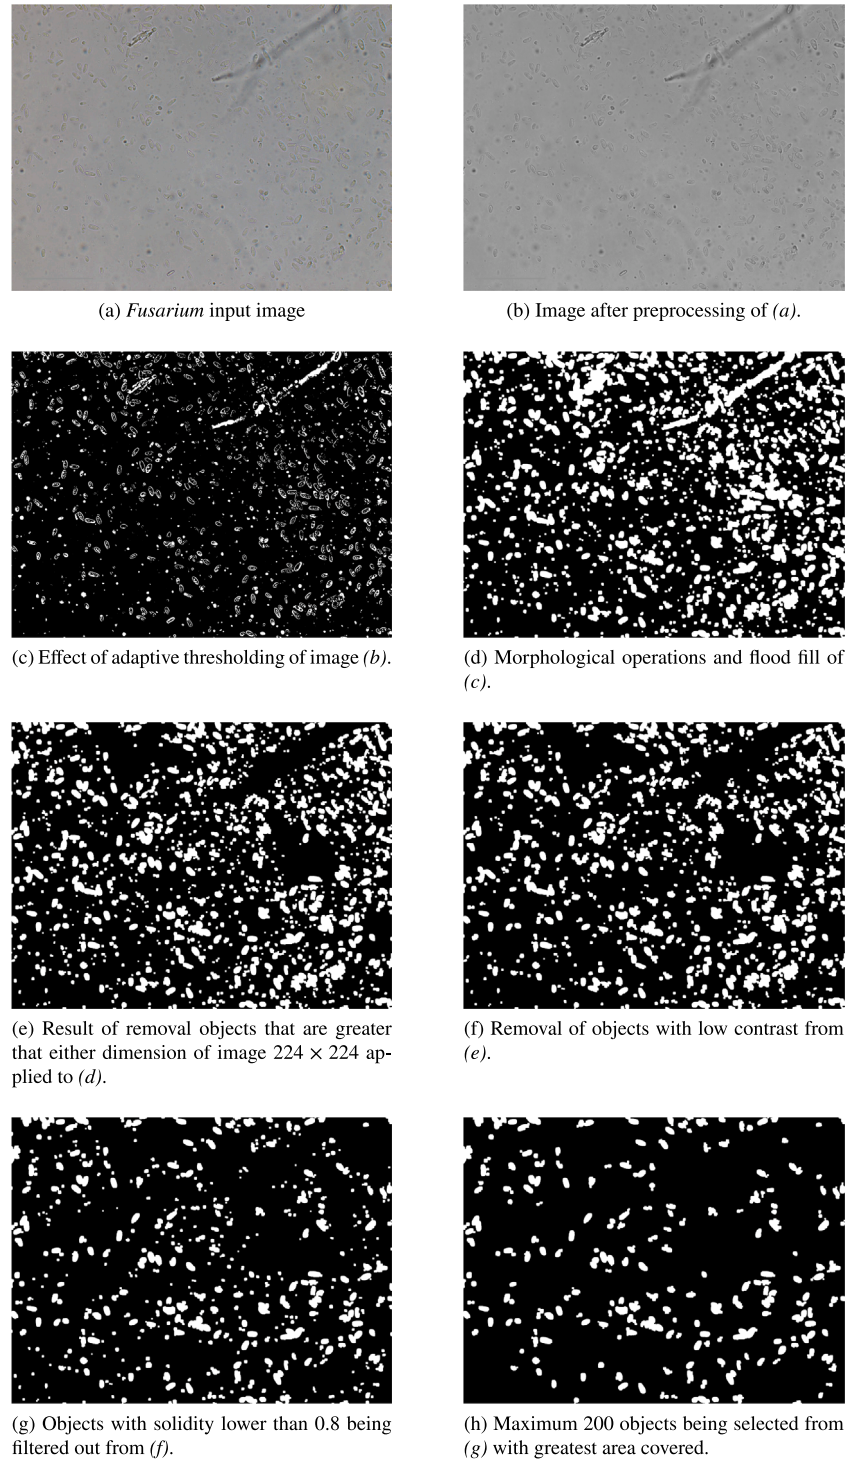 (a) Fusarium input image
(b) Image after preprocessing of (a).
(c) Effect of adaptive thresholding of image (b).
(d) Morphological operations and flood fill of
(c).
(e) Result of removal objects that are greater
that either dimension of image 224 × 224 ap-
plied to (d).
(f) Removal of objects with low contrast from
(e).
(g) Objects with solidity lower than 0.8 being
filtered out from (f).
(h) Maximum 200 objects being selected from
(g) with greatest area covered.